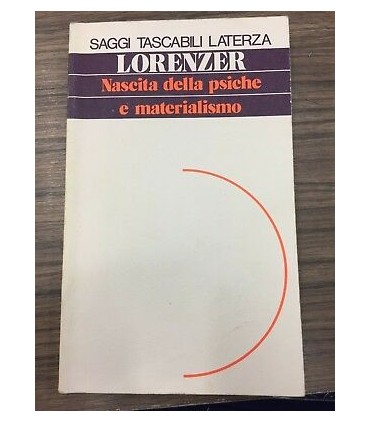 SAGGI TASCABILI LATERZA
LORENZER
Nascita della psiche
e materialismo